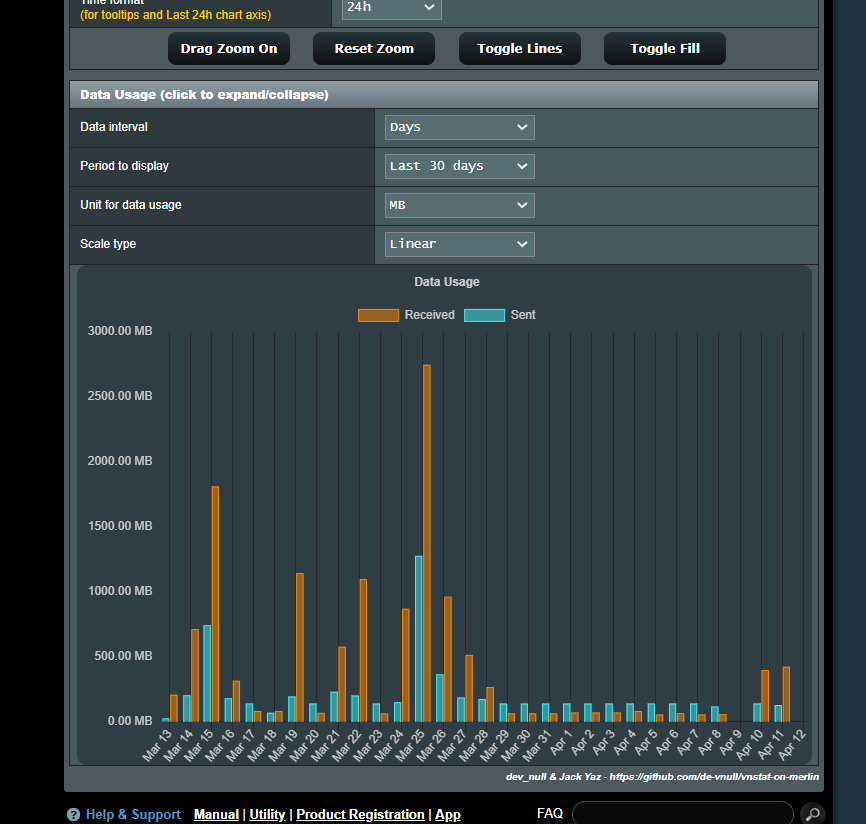 Time format
(for tooltips and Last 24h chart axis)
24h
Drag Zoom On
Reset Zoom
Toggle Lines
Toggle Fill
Data Usage (click to expand/collapse)
Data interval
Days
Period to display
Last 30 days
Unit for data usage
MB
Scale type
Linear
Data Usage
Received
Sent
3000.00 MB
2500.00 MB
2000.00 MB
1500.00 MB
1000.00 MB
500.00 MB
0.00 MB
Mar 13
Mar 14
Mar 15
Mar 16
Mar 17
Mar 18
Mar 19
Mar 20
Mar 21
Mar 22
Mar 23
Mar 24
Mar 25
Mar 26
Mar 27
Mar 28
Mar 29
Mar 30
Mar 31
Apr 1
Apr 2
Apr 3
Apr 4
Apr 5
Apr 6
Apr 7
Apr 8
Apr 9
Apr 10
Apr 11
Apr 12
dev_null & Jack Yaz - https://github.com/de-vnull/vnstat-on-merlin
? Help & Support
Manual | Utility | Product Registration | App
FAQ